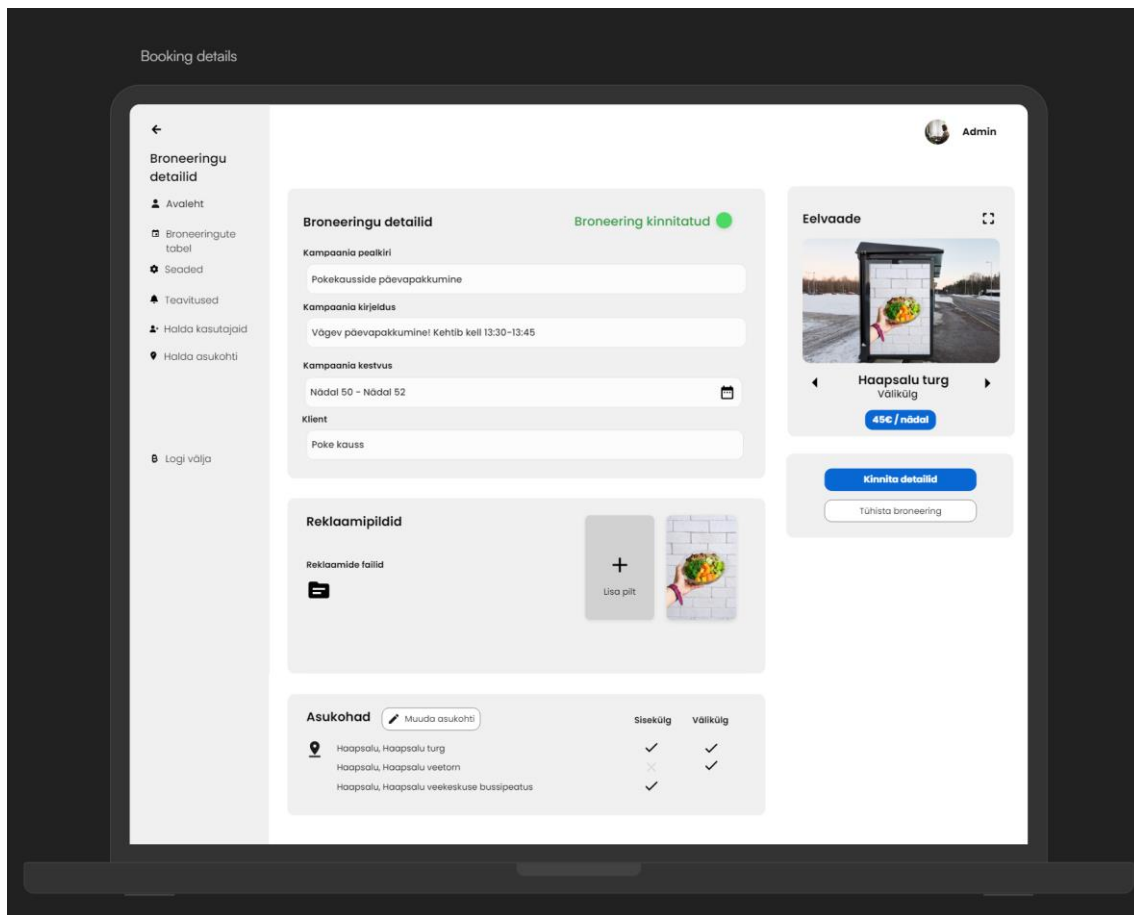 Booking details
Admin
Broneeringu
detailid
Avaleht
Broneeringute
tabel
Seaded
Teavitused
Halda kasutajaid
Halda asukohti
Logi välja
Broneeringu detailid
Broneering kinnitatud
Kampaania pealkiri
Pokekausside päevapakkumine
Kampaania kirjeldus
Vägev päevapakkumine! Kehtib kell 13:30-13:45
Kampaania kestvus
Nädal 50 - Nädal 52
Klient
Poke kauss
Reklaamipildid
Reklaamide failid
Lisa pilt
Asukohad
Muuda asukohti
Sisekülg
Välikülg
Haapsalu, Haapsalu turg
Haapsalu, Haapsalu veetorn
Haapsalu, Haapsalu veekeskuse bussipeatus
Eelvaade
Haapsalu turg
Välikülg
45€ / nädal
Kinnita detailid
Tühista broneering